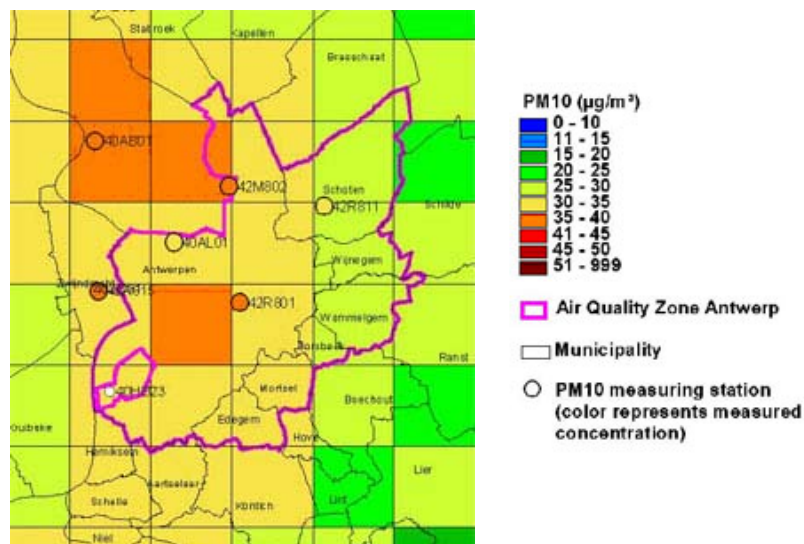 Stabroek
Kapellen
Brasschaat
40AB01
42M802
Schoten
42R811
Schilde
40AL01
Antwerpen
Wijnegem
42R801
Wommelgem
Borsbeek
Ranst
Mortsel
Boechout
Edegem
Hove
Hemiksem
Aartselaar
Lier
Schelle
Kontich
Lint
Niel
PM10 (µg/m³)
0 - 10
11 - 15
15 - 20
20 - 25
25 - 30
30 - 35
35 - 40
41 - 45
45 - 50
51 - 999
Air Quality Zone Antwerp
Municipality
PM10 measuring station
(color represents measured
concentration)